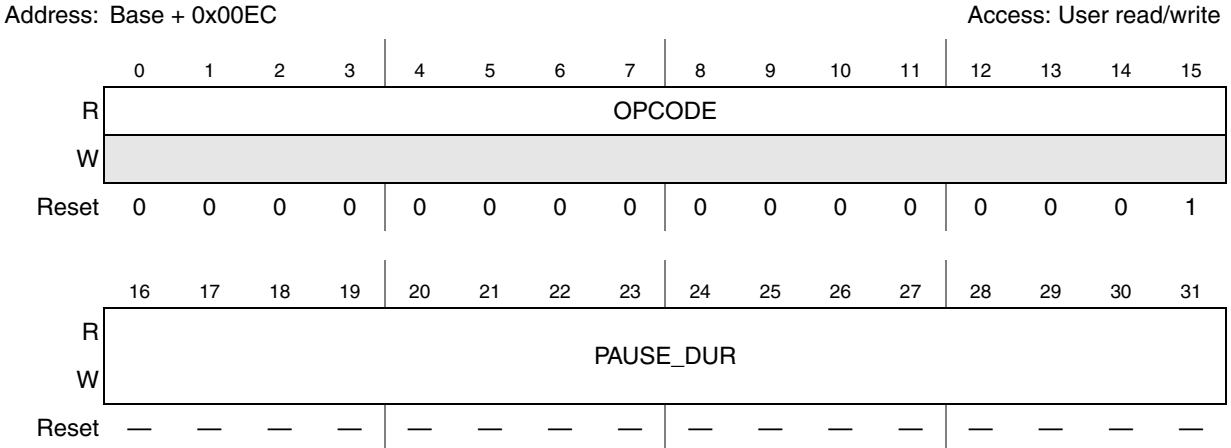 Address: Base + 0x00EC Access: User read/write
0 1 2 3 4 5 6 7 8 9 10 11 12 13 14 15
R OPCODE
W
Reset 0 0 0 0 0 0 0 0 0 0 0 0 0 0 0 1
16 17 18 19 20 21 22 23 24 25 26 27 28 29 30 31
R
PAUSE_DUR
W
Reset — — — — — — — — — — — — — — — —